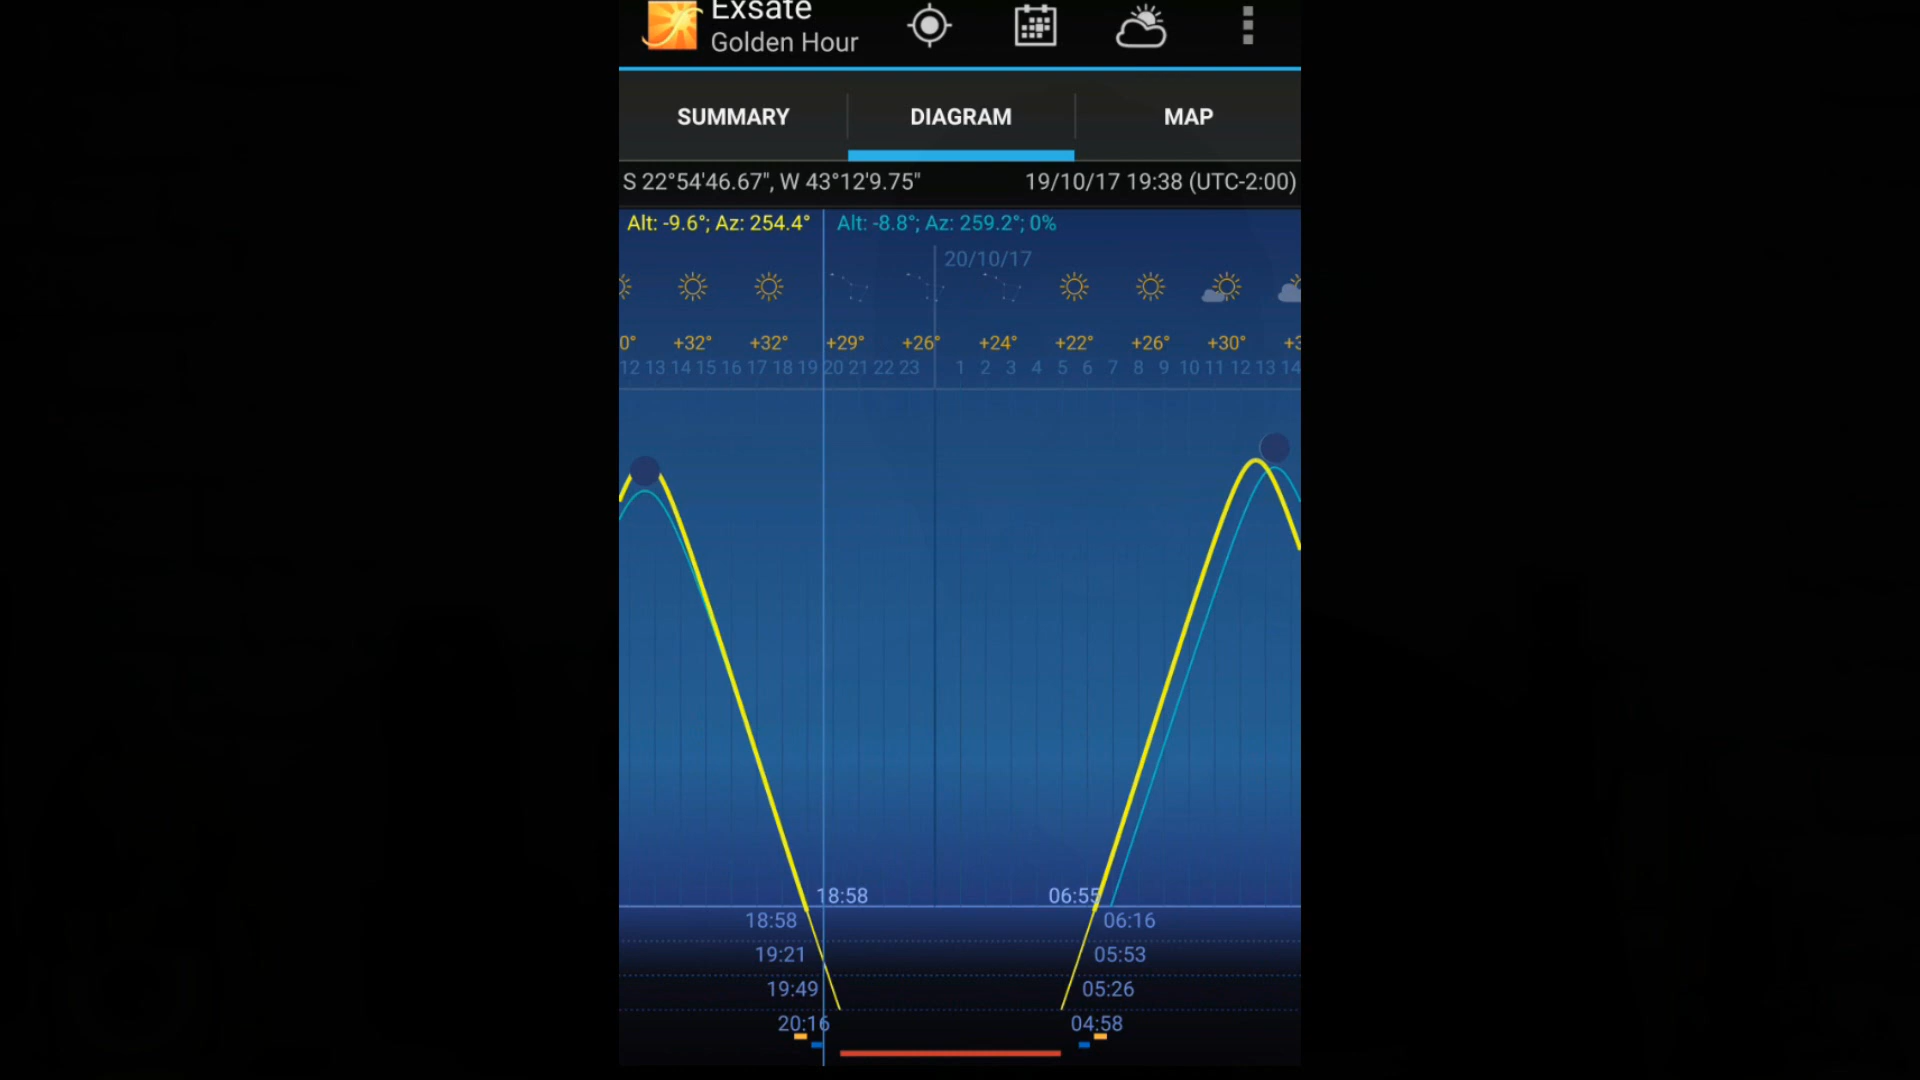 Exsate
Golden Hour
SUMMARY DIAGRAM MAP
S 22°54'46.67", W 43°12'9.75" 19/10/17 19:38 (UTC-2:00)
Alt: -9.6°; Az: 254.4° Alt: -8.8°; Az: 259.2°; 0%
20/10/17
0° +32° +32° +29° +26° +24° +22° +26° +30° +3
12 13 14 15 16 17 18 19 20 21 22 23 1 2 3 4 5 6 7 8 9 10 11 12 13 14
18:58 06:55
18:58 06:16
19:21 05:53
19:49 05:26
20:16 04:58